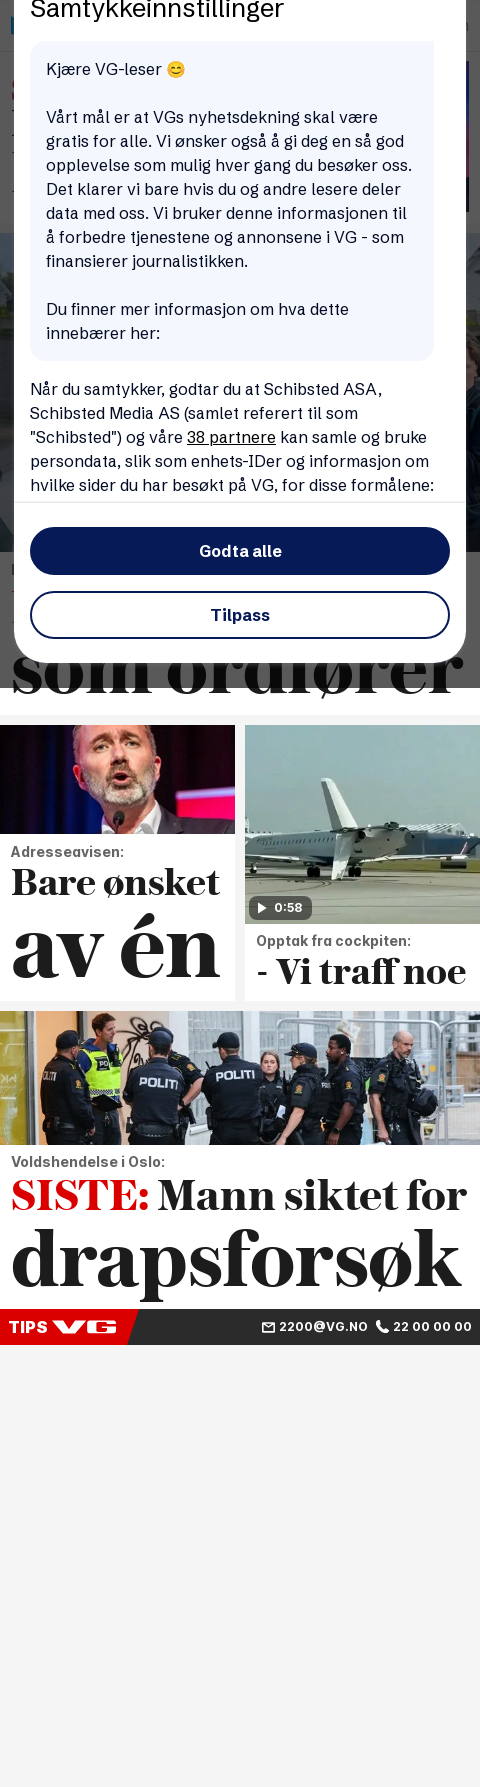 Samtykkeinnstillinger
Kjære VG-leser 😊
Vårt mål er at VGs nyhetsdekning skal være
gratis for alle. Vi ønsker også å gi deg en så god
opplevelse som mulig hver gang du besøker oss.
Det klarer vi bare hvis du og andre lesere deler
data med oss. Vi bruker denne informasjonen til
å forbedre tjenestene og annonsene i VG - som
finansierer journalistikken.
Du finner mer informasjon om hva dette
innebærer her:
Når du samtykker, godtar du at Schibsted ASA,
Schibsted Media AS (samlet referert til som
"Schibsted") og våre 38 partnere kan samle og bruke
persondata, slik som enhets-IDer og informasjon om
hvilke sider du har besøkt på VG, for disse formålene:
Godta alle
Tilpass
som ordfører
Adresseavisen:
Bare ønsket
av én
0:58
Opptak fra cockpiten:
- Vi traff noe
POLITI
POLITI
POLITI
Voldshendelse i Oslo:
SISTE: Mann siktet for
drapsforsøk
TIPS VG
2200@VG.NO 22 00 00 00